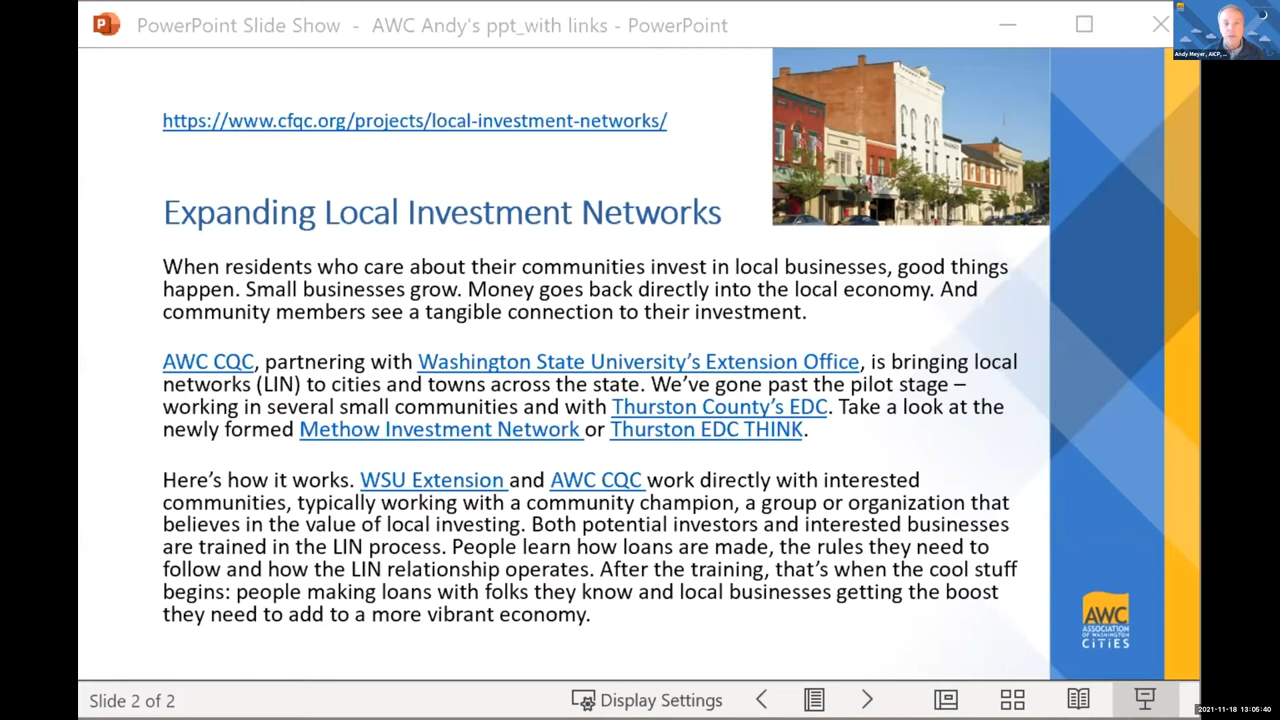 PowerPoint Slide Show - AWC Andy's ppt_with links - PowerPoint
Andy Meyer, AICP, ...
https://www.cfqc.org/projects/local-investment-networks/
Expanding Local Investment Networks
When residents who care about their communities invest in local businesses, good things
happen. Small businesses grow. Money goes back directly into the local economy. And
community members see a tangible connection to their investment.
AWC CQC, partnering with Washington State University's Extension Office, is bringing local
networks (LIN) to cities and towns across the state. We've gone past the pilot stage –
working in several small communities and with Thurston County's EDC. Take a look at the
newly formed Methow Investment Network or Thurston EDC THINK.
Here's how it works. WSU Extension and AWC CQC work directly with interested
communities, typically working with a community champion, a group or organization that
believes in the value of local investing. Both potential investors and interested businesses
are trained in the LIN process. People learn how loans are made, the rules they need to
follow and how the LIN relationship operates. After the training, that's when the cool stuff
begins: people making loans with folks they know and local businesses getting the boost
they need to add to a more vibrant economy.
AWC
ASSOCIATION
OF WASHINGTON
CITIES
Slide 2 of 2
Display Settings
2021-11-18 13:06:40